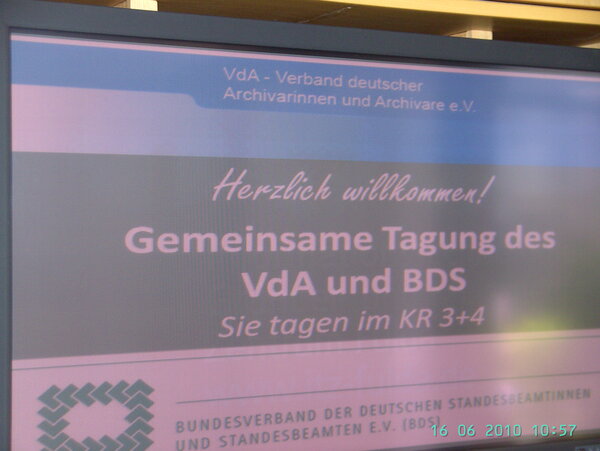 VdA - Verband deutscher
Archivarinnen und Archivare e.V.
Herzlich willkommen!
Gemeinsame Tagung des
VdA und BDS
Sie tagen im KR 3+4
BUNDESVERBAND DER DEUTSCHEN STANDESBEAMTINNEN
UND STANDESBEAMTEN E.V. (BDS)
16 06 2010 10:57